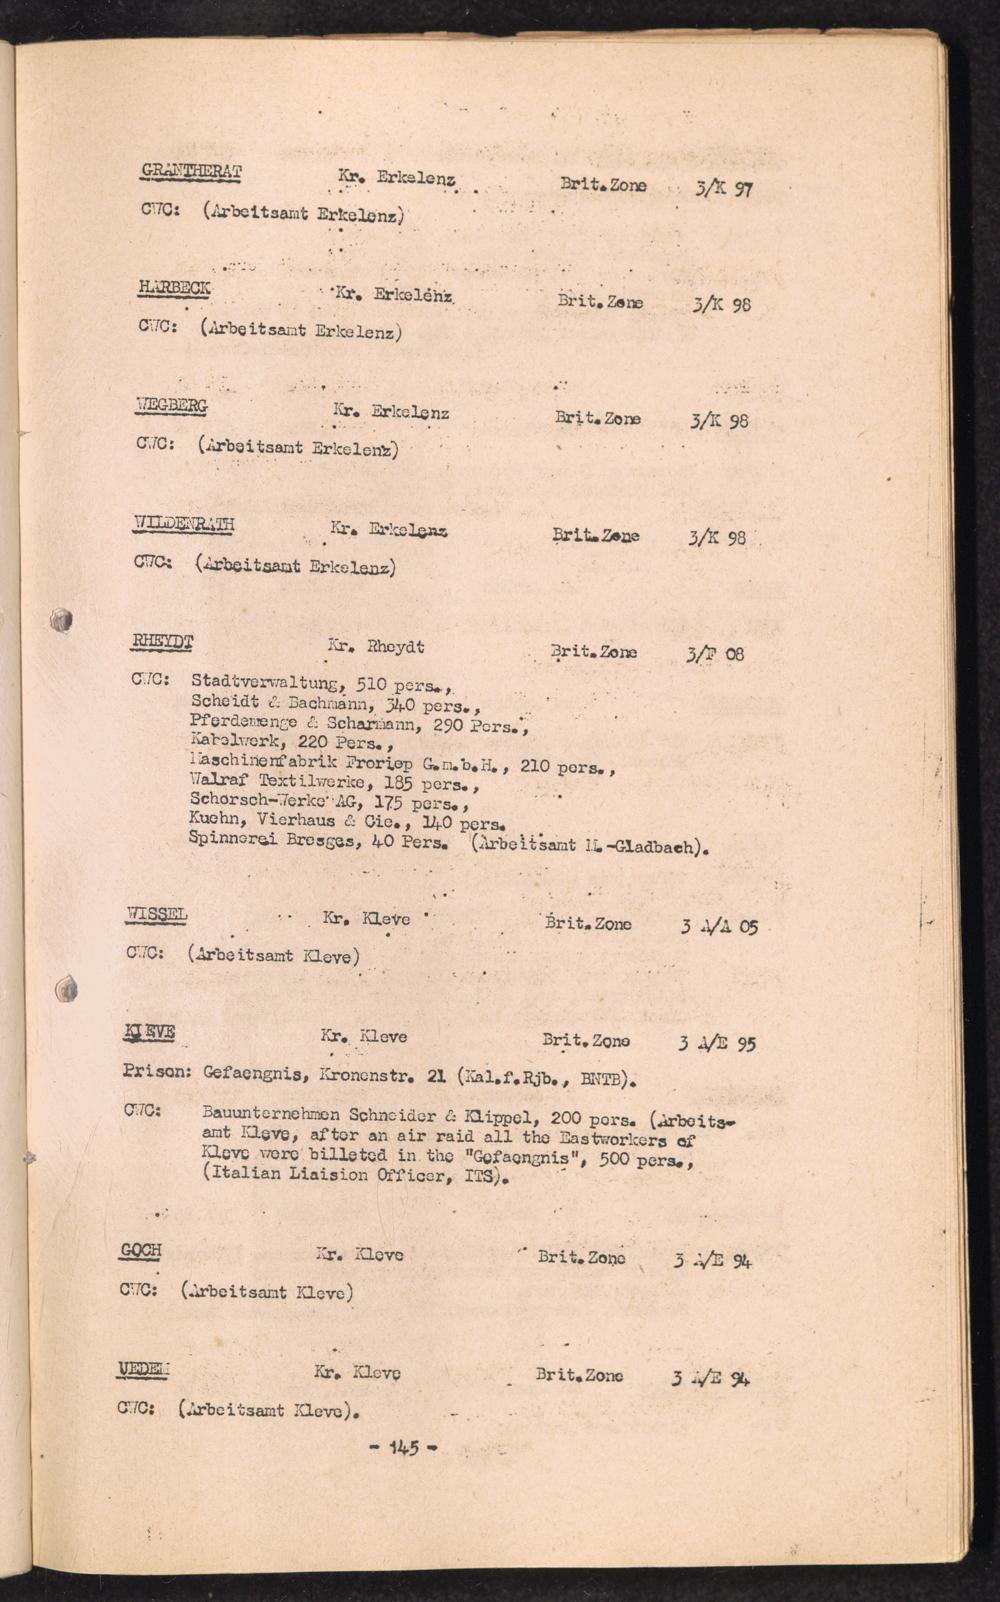 GRANTHERAT Kr. Erkelenz Brit.Zone 3/K 97
CWC: (Arbeitsamt Erkelenz)
HARBECK Kr. Erkelenz Brit.Zone 3/K 98
CWC: (Arbeitsamt Erkelenz)
WEGBERG Kr. Erkelenz Brit.Zone 3/K 98
CWC: (Arbeitsamt Erkelenz)
WILDENRATH Kr. Erkelenz Brit.Zone 3/K 98
CWC: (Arbeitsamt Erkelenz)
RHEYDT Kr. Rheydt Brit.Zone 3/F 08
CWC: Stadtverwaltung, 510 pers.,
Scheidt & Bachmann, 340 pers.,
Pferdemenge & Scharmann, 290 Pers.,
Kabelwerk, 220 Pers.,
Maschinenfabrik Froriep G.m.b.H., 210 pers.,
Walraf Textilwerke, 185 pers.,
Schorsch-Werke AG, 175 pers.,
Kuehn, Vierhaus & Cie., 140 pers.
Spinnerei Bresges, 40 Pers. (Arbeitsamt M.-Gladbach).
WISSEL Kr. Kleve Brit.Zone 3 A/A 05
CWC: (Arbeitsamt Kleve)
KLEVE Kr. Kleve Brit.Zone 3 A/E 95
Prison: Gefaengnis, Kronenstr. 21 (Kal.f.Rjb., BNTB).
CWC: Bauunternehmen Schneider & Klippel, 200 pers. (Arbeits-
amt Kleve, after an air raid all the Eastworkers of
Kleve were billeted in the "Gefaengnis", 500 pers.,
(Italian Liaision Officer, ITS).
GOCH Kr. Kleve Brit.Zone 3 A/E 94
CWC: (Arbeitsamt Kleve)
UEDEM Kr. Kleve Brit.Zone 3 A/E 94
CWC: (Arbeitsamt Kleve).
- 145 -